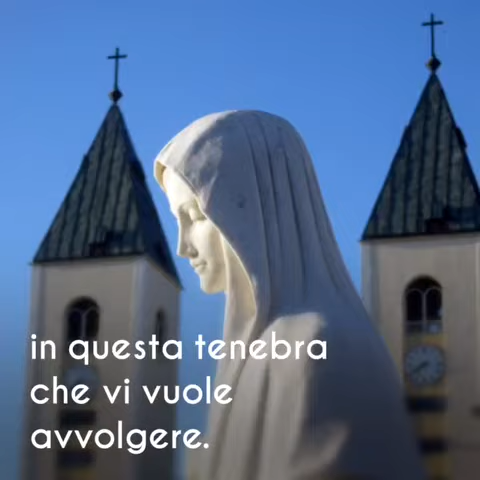 in questa tenebra
che vi vuole
avvolgere.